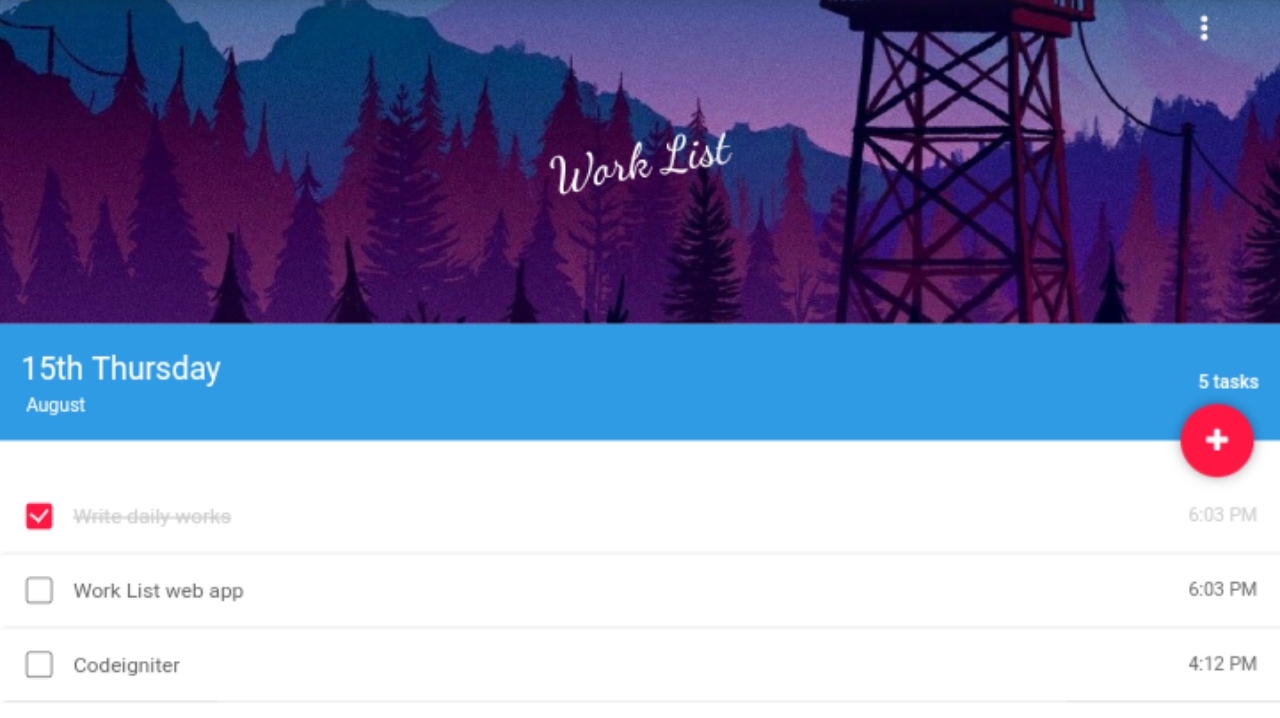 Work List
15th Thursday
August
5 tasks
Write daily works 6:03 PM
Work List web app 6:03 PM
Codeigniter 4:12 PM